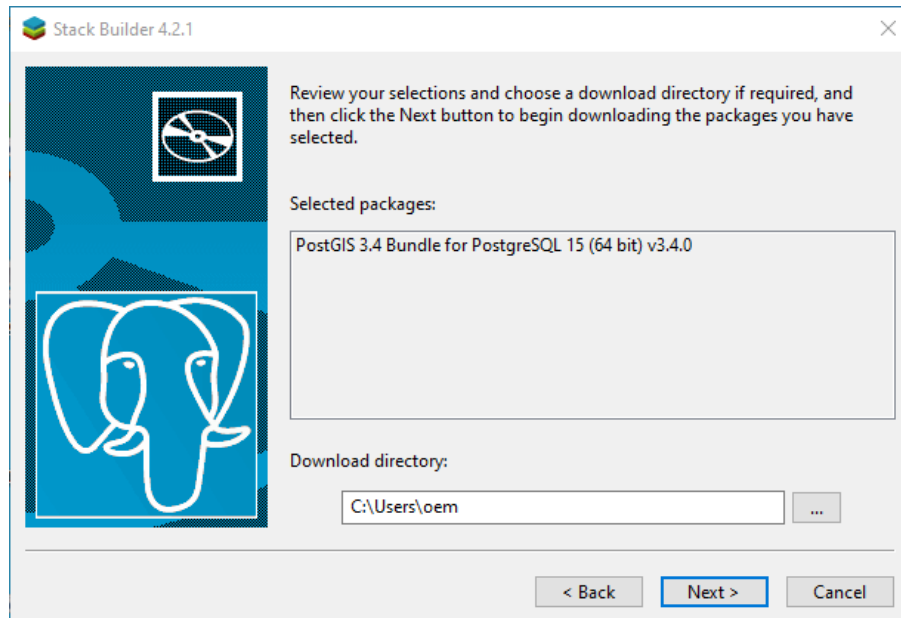 Stack Builder 4.2.1
Review your selections and choose a download directory if required, and
then click the Next button to begin downloading the packages you have
selected.
Selected packages:
PostGIS 3.4 Bundle for PostgreSQL 15 (64 bit) v3.4.0
Download directory:
C:\Users\oem
...
< Back
Next >
Cancel